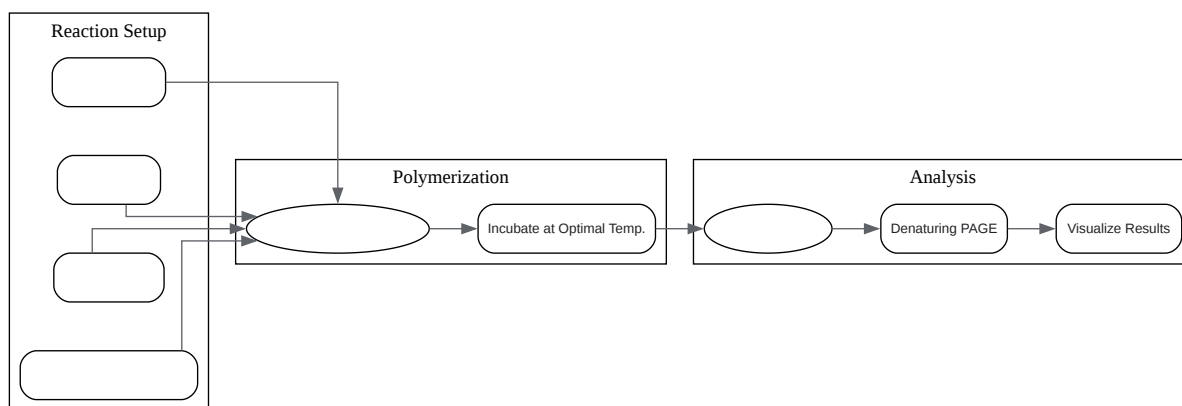 Reaction Setup
Polymerization
Analysis
Incubate at Optimal Temp.
Denaturing PAGE
Visualize Results